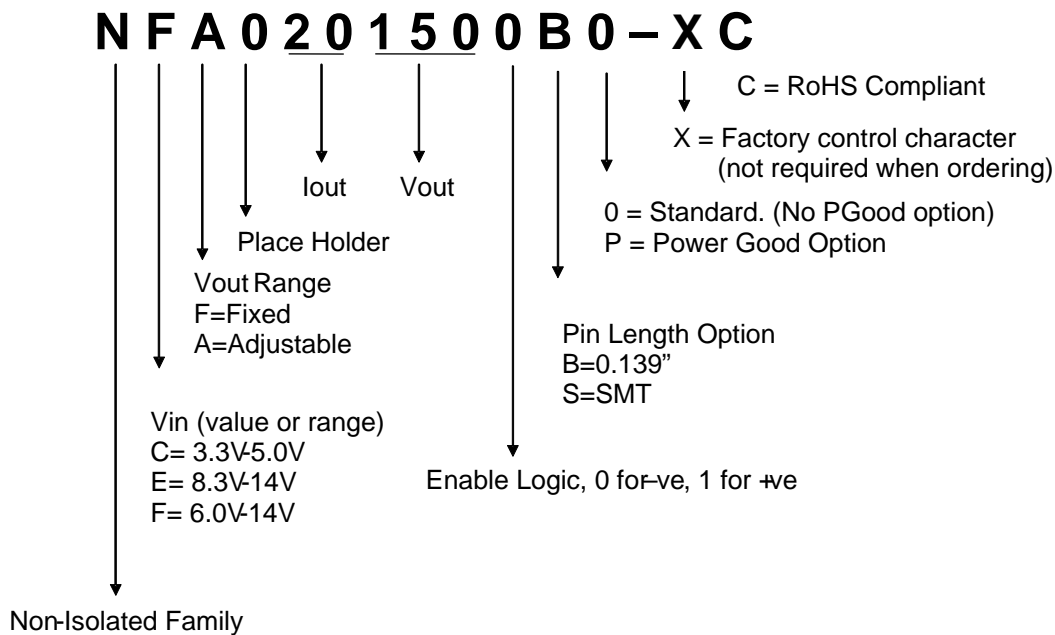 N F A 0 2 0 1 5 0 0 B 0 – X C
C = RoHS Compliant
X = Factory control character
(not required when ordering)
Iout
Vout
0 = Standard. (No PGood option)
P = Power Good Option
Place Holder
Vout Range
F=Fixed
A=Adjustable
Pin Length Option
B=0.139”
S=SMT
Vin (value or range)
C= 3.3V-5.0V
E= 8.3V-14V
F= 6.0V-14V
Enable Logic, 0 for–ve, 1 for +ve
Non-Isolated Family